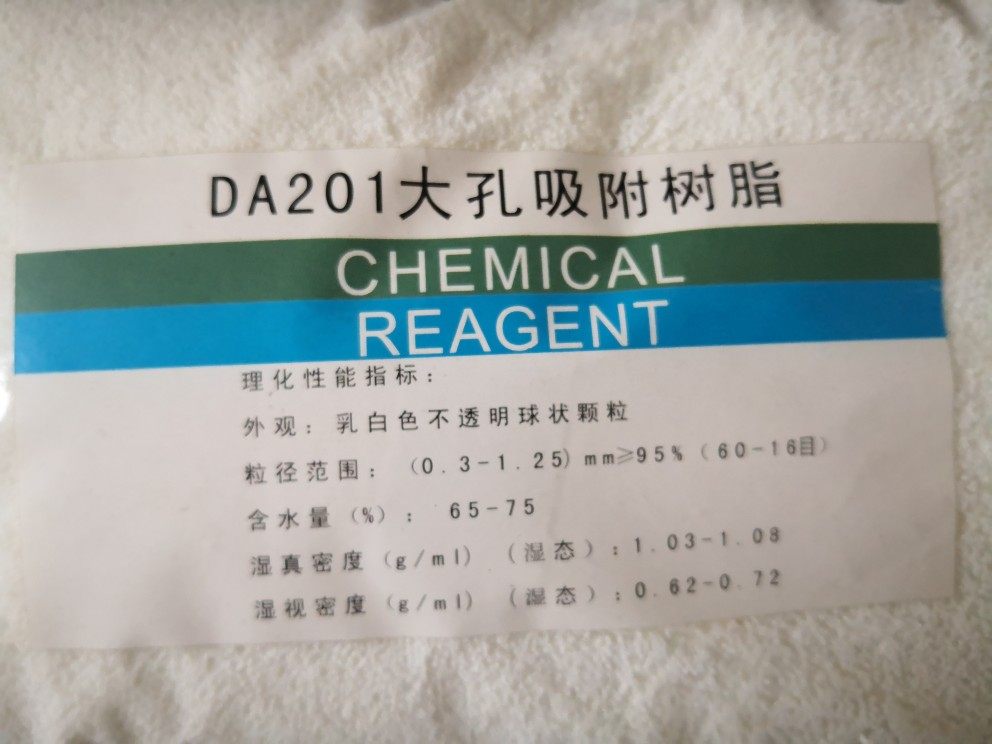 DA201大孔吸附树脂
CHEMICAL
REAGENT
理化性能指标：
外观：乳白色不透明球状颗粒
粒径范围：（0.3-1.25）mm≥95%（60-16目）
含水量（%）： 65-75
湿真密度（g/ml）（湿态）：1.03-1.08
湿视密度（g/ml）（湿态）：0.62-0.72